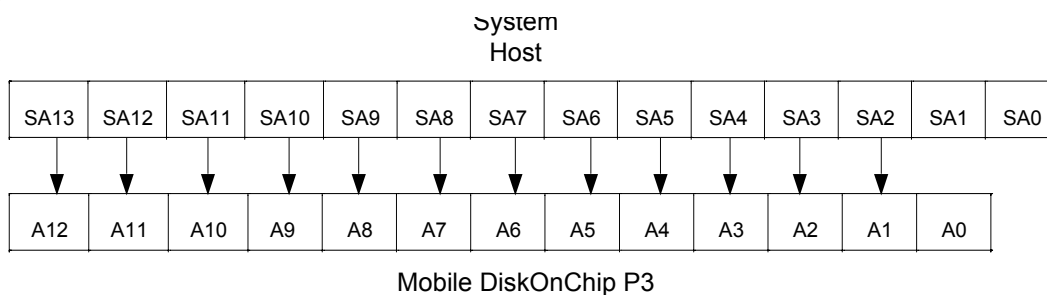 System
Host
SA13 SA12 SA11 SA10 SA9 SA8 SA7 SA6 SA5 SA4 SA3 SA2 SA1 SA0
A12 A11 A10 A9 A8 A7 A6 A5 A4 A3 A2 A1 A0
Mobile DiskOnChip P3